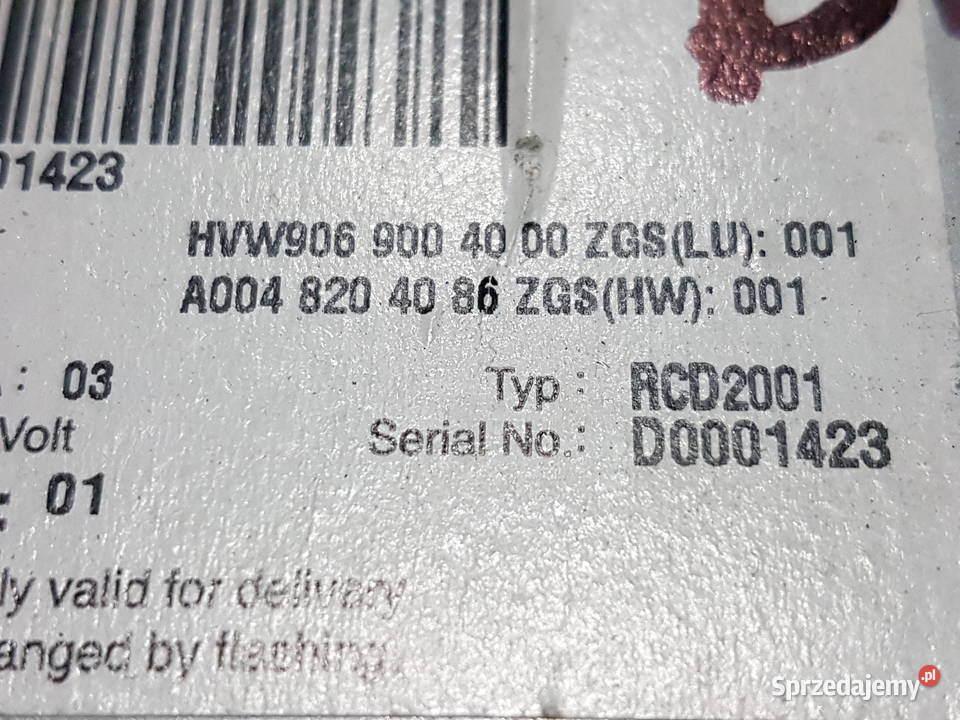 01423
HVW906 900 40 00 ZGS(LU): 001
A004 820 40 86 ZGS(HW): 001
: 03
Typ : RCD2001
Volt
Serial No.: D0001423
: 01
ly valid for delivary
anged by flashing.
Sprzedajemy.pl